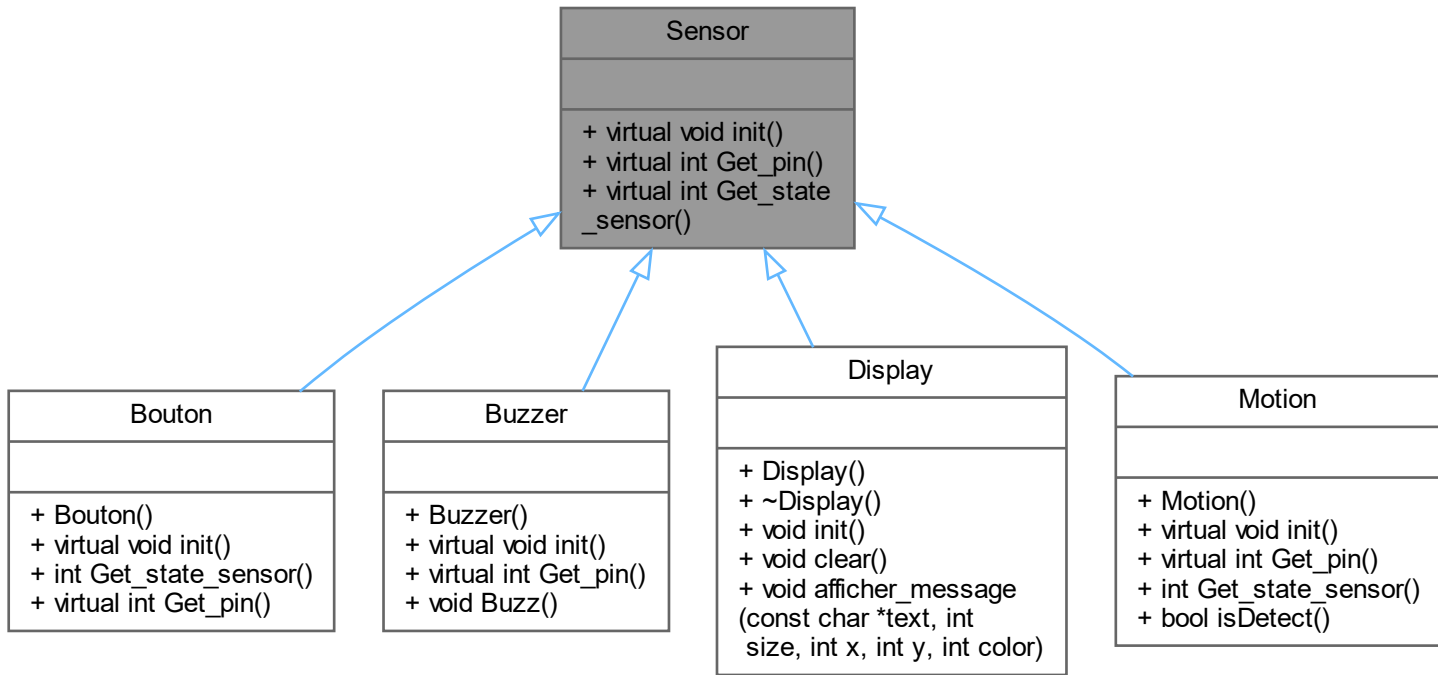 Sensor
+ virtual void init()
+ virtual int Get_pin()
+ virtual int Get_state
_sensor()
Bouton
+ Bouton()
+ virtual void init()
+ int Get_state_sensor()
+ virtual int Get_pin()
Buzzer
+ Buzzer()
+ virtual void init()
+ virtual int Get_pin()
+ void Buzz()
Display
+ Display()
+ ~Display()
+ void init()
+ void clear()
+ void afficher_message
(const char *text, int
size, int x, int y, int color)
Motion
+ Motion()
+ virtual void init()
+ virtual int Get_pin()
+ int Get_state_sensor()
+ bool isDetect()